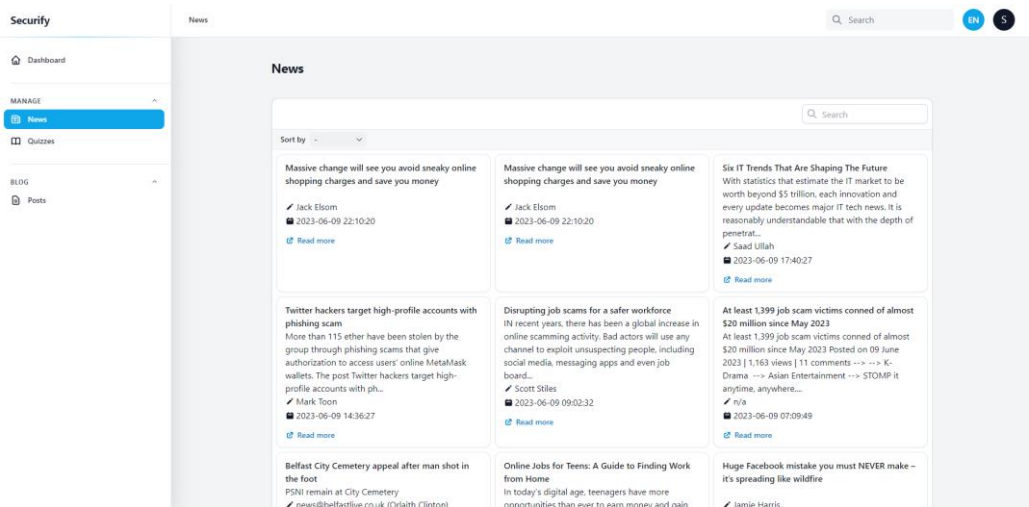 Securify
News
Search
EN
S
Dashboard
MANAGE
News
Quizzes
BLOG
Posts
News
Search
Sort by -
Massive change will see you avoid sneaky online
shopping charges and save you money
Jack Elsom
2023-06-09 22:10:20
Read more
Massive change will see you avoid sneaky online
shopping charges and save you money
Jack Elsom
2023-06-09 22:10:20
Read more
Six IT Trends That Are Shaping The Future
With statistics that estimate the IT market to be
worth beyond $5 trillion, each innovation and
every update becomes major IT tech news. It is
reasonably understandable that with the depth of
penetrat...
Saad Ullah
2023-06-09 17:40:27
Read more
Twitter hackers target high-profile accounts with
phishing scam
More than 115 ether have been stolen by the
group through phishing scams that give
authorization to access users' online MetaMask
wallets. The post Twitter hackers target high-
profile accounts with ph...
Mark Toon
2023-06-09 14:36:27
Read more
Disrupting job scams for a safer workforce
IN recent years, there has been a global increase in
online scamming activity. Bad actors will use any
channel to exploit unsuspecting people, including
social media, messaging apps and even job
board...
Scott Stiles
2023-06-09 09:02:32
Read more
At least 1,399 job scam victims conned of almost
$20 million since May 2023
At least 1,399 job scam victims conned of almost
$20 million since May 2023 Posted on 09 June
2023 | 1,163 views | 11 comments --> --> K-
Drama --> Asian Entertainment --> STOMP it
anytime, anywhere....
n/a
2023-06-09 07:09:49
Read more
Belfast City Cemetery appeal after man shot in
the foot
PSNI remain at City Cemetery
news@belfastlive.co.uk (Orlaith Clinton)
Online Jobs for Teens: A Guide to Finding Work
from Home
In today's digital age, teenagers have more
opportunities than ever to earn money and gain
Huge Facebook mistake you must NEVER make –
it's spreading like wildfire
Jamie Harris